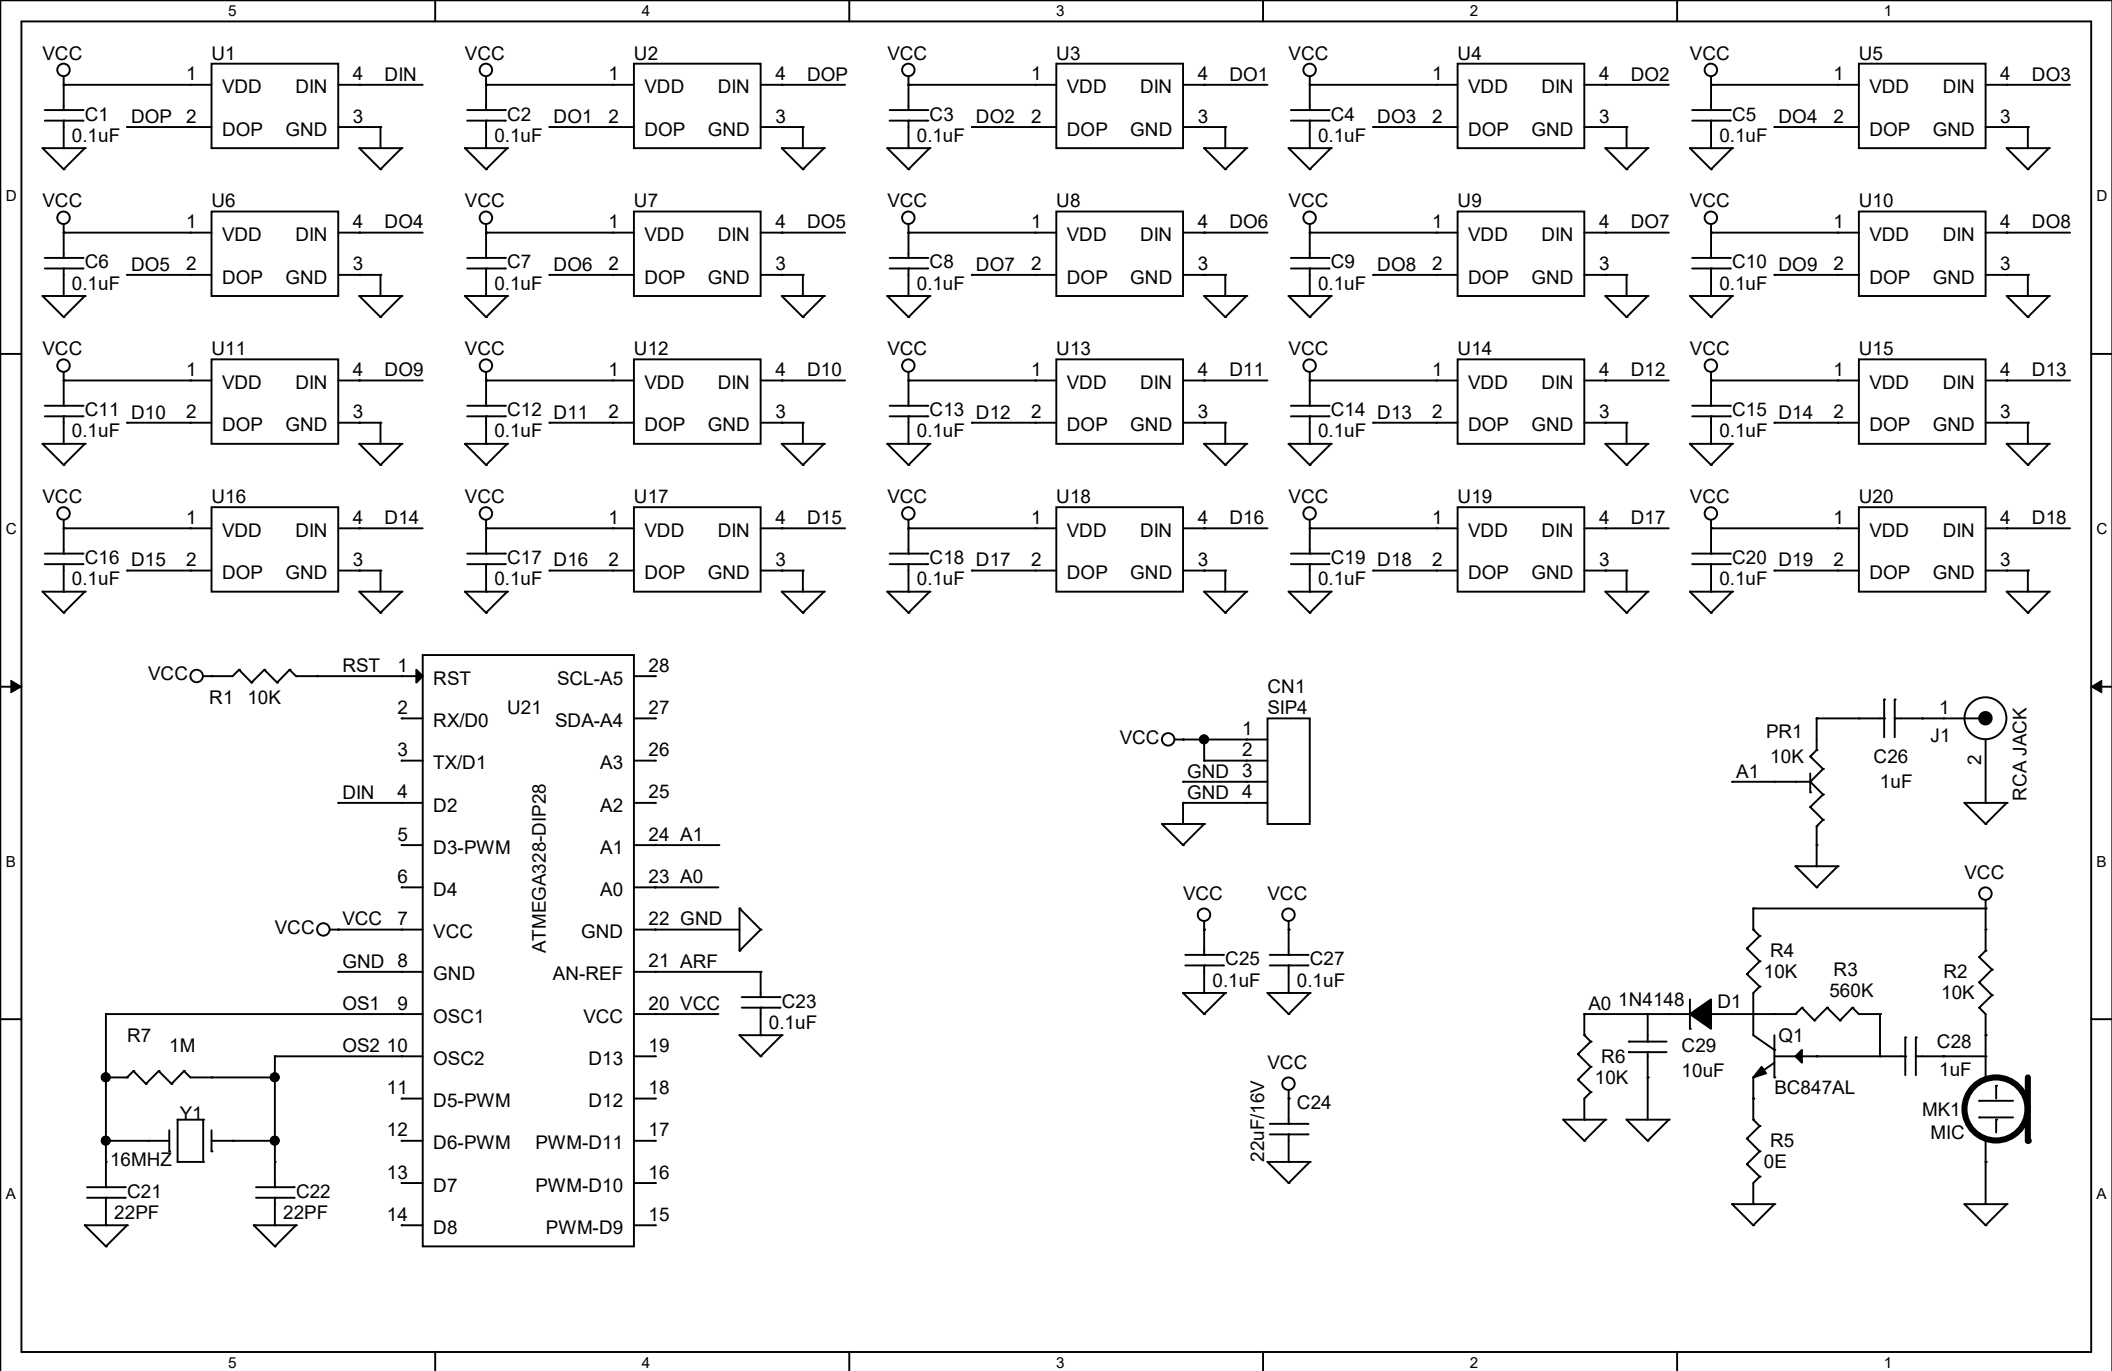 5 4 3 2 1
VCC U1 VCC U2 VCC U3 VCC U4 VCC U5
1 VDD DIN 4 DIN 1 VDD DIN 4 DOP 1 VDD DIN 4 DO1 1 VDD DIN 4 DO2 1 VDD DIN 4 DO3
C1 DOP 2 DOP GND 3 C2 DO1 2 DOP GND 3 C3 DO2 2 DOP GND 3 C4 DO3 2 DOP GND 3 C5 DO4 2 DOP GND 3
0.1uF 0.1uF 0.1uF 0.1uF 0.1uF
D D
VCC U6 VCC U7 VCC U8 VCC U9 VCC U10
1 VDD DIN 4 DO4 1 VDD DIN 4 DO5 1 VDD DIN 4 DO6 1 VDD DIN 4 DO7 1 VDD DIN 4 DO8
C6 DO5 2 DOP GND 3 C7 DO6 2 DOP GND 3 C8 DO7 2 DOP GND 3 C9 DO8 2 DOP GND 3 C10 DO9 2 DOP GND 3
0.1uF 0.1uF 0.1uF 0.1uF 0.1uF
VCC U11 VCC U12 VCC U13 VCC U14 VCC U15
1 VDD DIN 4 DO9 1 VDD DIN 4 D10 1 VDD DIN 4 D11 1 VDD DIN 4 D12 1 VDD DIN 4 D13
C11 D10 2 DOP GND 3 C12 D11 2 DOP GND 3 C13 D12 2 DOP GND 3 C14 D13 2 DOP GND 3 C15 D14 2 DOP GND 3
0.1uF 0.1uF 0.1uF 0.1uF 0.1uF
VCC U16 VCC U17 VCC U18 VCC U19 VCC U20
C 1 VDD DIN 4 D14 1 VDD DIN 4 D15 1 VDD DIN 4 D16 1 VDD DIN 4 D17 1 VDD DIN 4 D18 C
C16 D15 2 DOP GND 3 C17 D16 2 DOP GND 3 C18 D17 2 DOP GND 3 C19 D18 2 DOP GND 3 C20 D19 2 DOP GND 3
0.1uF 0.1uF 0.1uF 0.1uF 0.1uF
VCC RST 1 RST SCL-A5 28
R1 10K
U21
ATMEGA328-DIP28
2 RX/D0 SDA-A4 27
3 TX/D1 A3 26
DIN 4 D2 A2 25
5 D3-PWM A1 24 A1
6 D4 A0 23 A0
VCC VCC 7 VCC GND 22 GND
GND 8 GND AN-REF 21 ARF
C23
0.1uF
OS1 9 OSC1 VCC 20 VCC
OS2 10 OSC2 D13 19
11 D5-PWM D12 18
12 D6-PWM PWM-D11 17
13 D7 PWM-D10 16
14 D8 PWM-D9 15
R7
1M
Y1
16MHZ
C21
22PF
C22
22PF
CN1
SIP4
VCC 1
2
GND 3
GND 4
VCC VCC
C25 C27
0.1uF 0.1uF
VCC
C24
22uF/16V
PR1
10K
A1
C26
1uF
1
J1
2
RCA JACK
B B
VCC
R4
10K
R3
560K
R2
10K
A0 1N4148 D1
R6
10K
C29
10uF
Q1
BC847AL
C28
1uF
MK1
MIC
R5
0E
A A
5 4 3 2 1